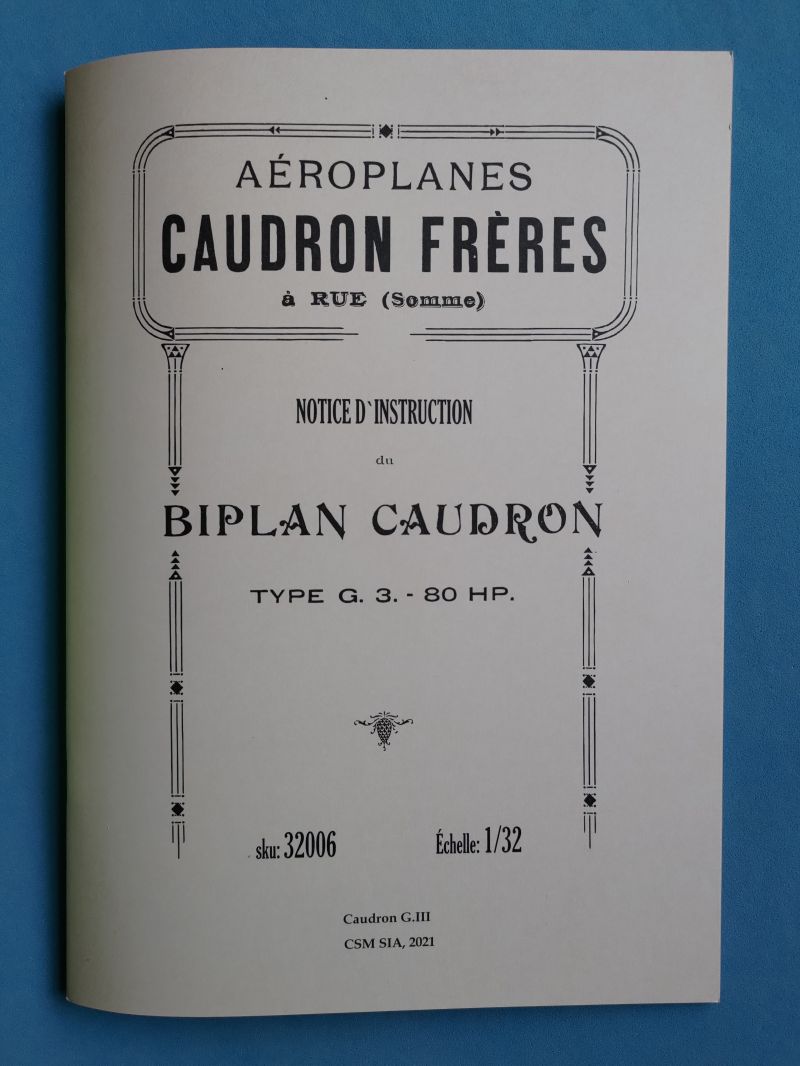 AÉROPLANES
CAUDRON FRÈRES
à RUE (Somme)
NOTICE D`INSTRUCTION
du
BIPLAN CAUDRON
TYPE G. 3. - 80 HP.
sku: 32006 Échelle: 1/32
Caudron G.III
CSM SIA, 2021